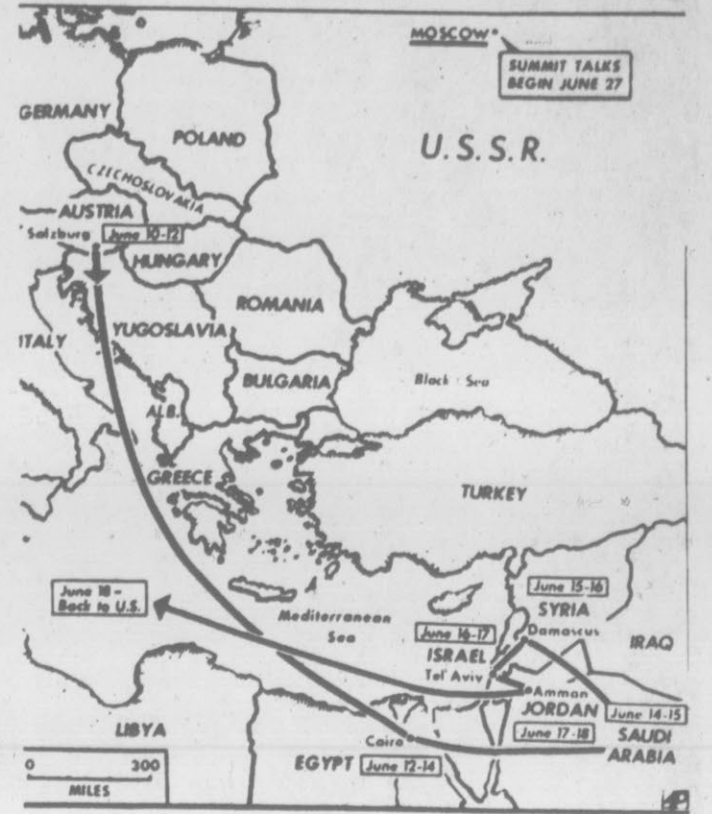 MOSCOW
SUMMIT TALKS
BEGIN JUNE 27
GERMANY
POLAND
U.S.S.R.
CZECHOSLOVAKIA
AUSTRIA
Salzburg
June 10-12
HUNGARY
ROMANIA
ITALY
YUGOSLAVIA
BULGARIA
Black Sea
ALB.
GREECE
TURKEY
June 18-
Back to U.S.
June 15-16
SYRIA
Mediterranean
Sea
June 16-17
Damascus
ISRAEL
IRAQ
Tel Aviv
Amman
JORDAN
June 14-15
LIBYA
Cairo
June 17-18
SAUDI
ARABIA
EGYPT
June 12-14
0 300
MILES
AP